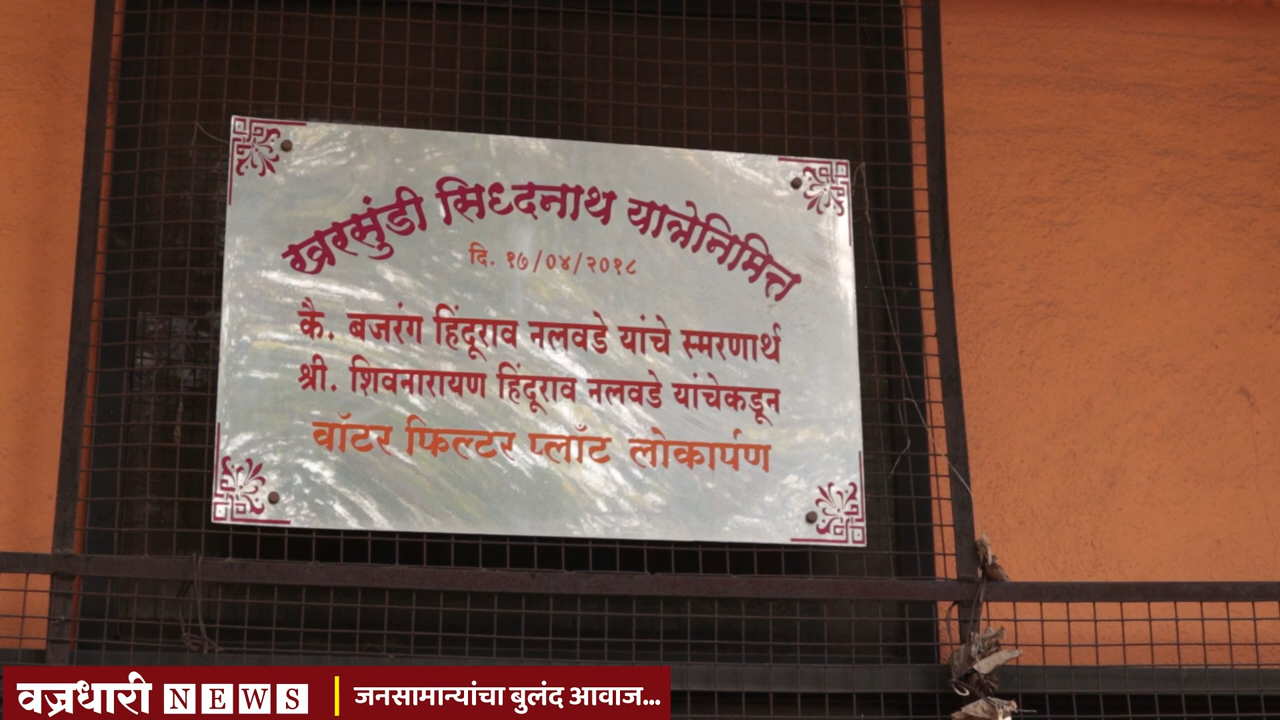 खरसुंडी सिध्दनाथ यात्रेनिमित्त
दि. १७/०४/२०१८
कै. बजरंग हिंदूराव नलवडे यांचे स्मरणार्थ
श्री. शिवनारायण हिंदूराव नलवडे यांचेकडून
वॉटर फिल्टर प्लॉट लोकार्पण
वज्रधारी NEWS जनसामान्यांचा बुलंद आवाज...